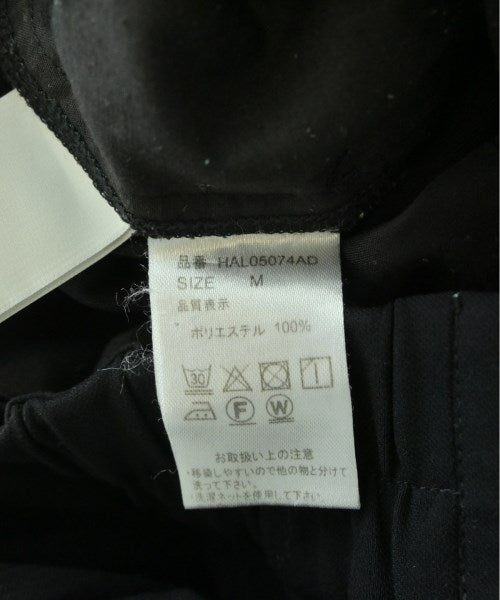 品番 HAL05074AD
SIZE M
品質表示
ポリエステル 100%
30
F W
お取扱い上の注意
・移染しやすいので他の物と分けて
洗って下さい。
・洗濯ネットを使用して下さい。